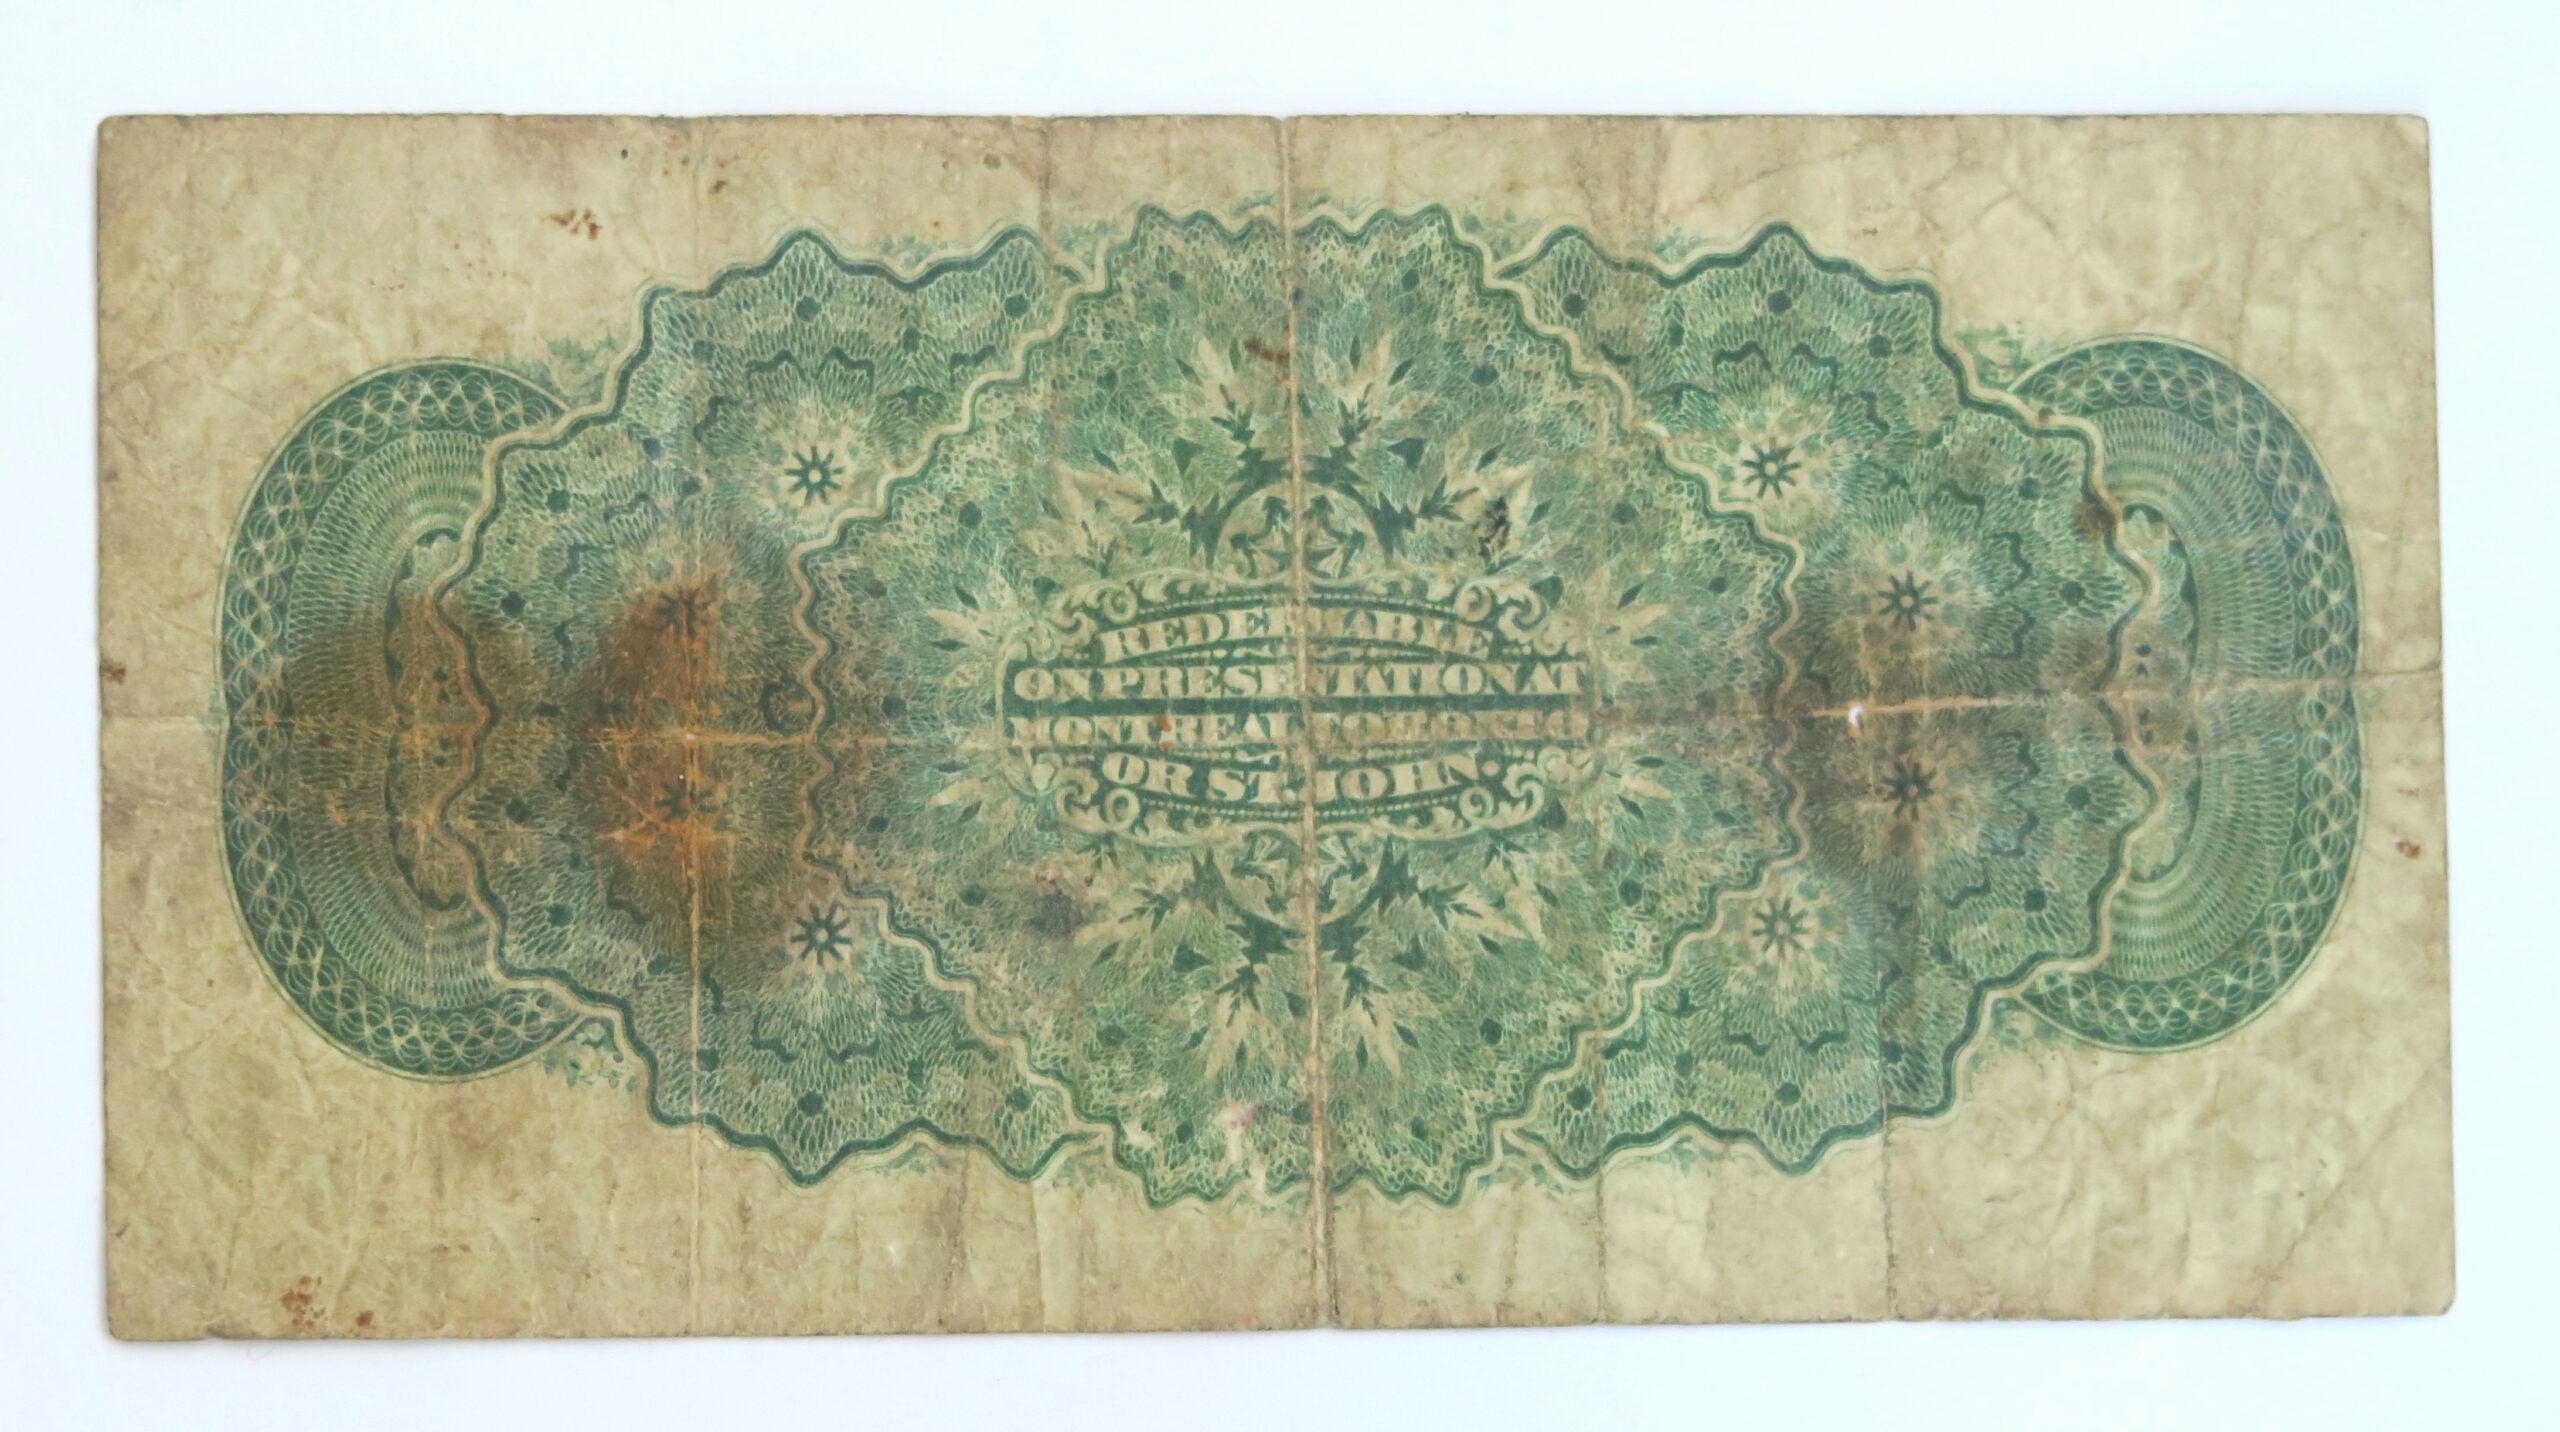 REDEEMABLE
ON PRESENTATION AT
MONTREAL TORONTO
OR ST. JOHN.